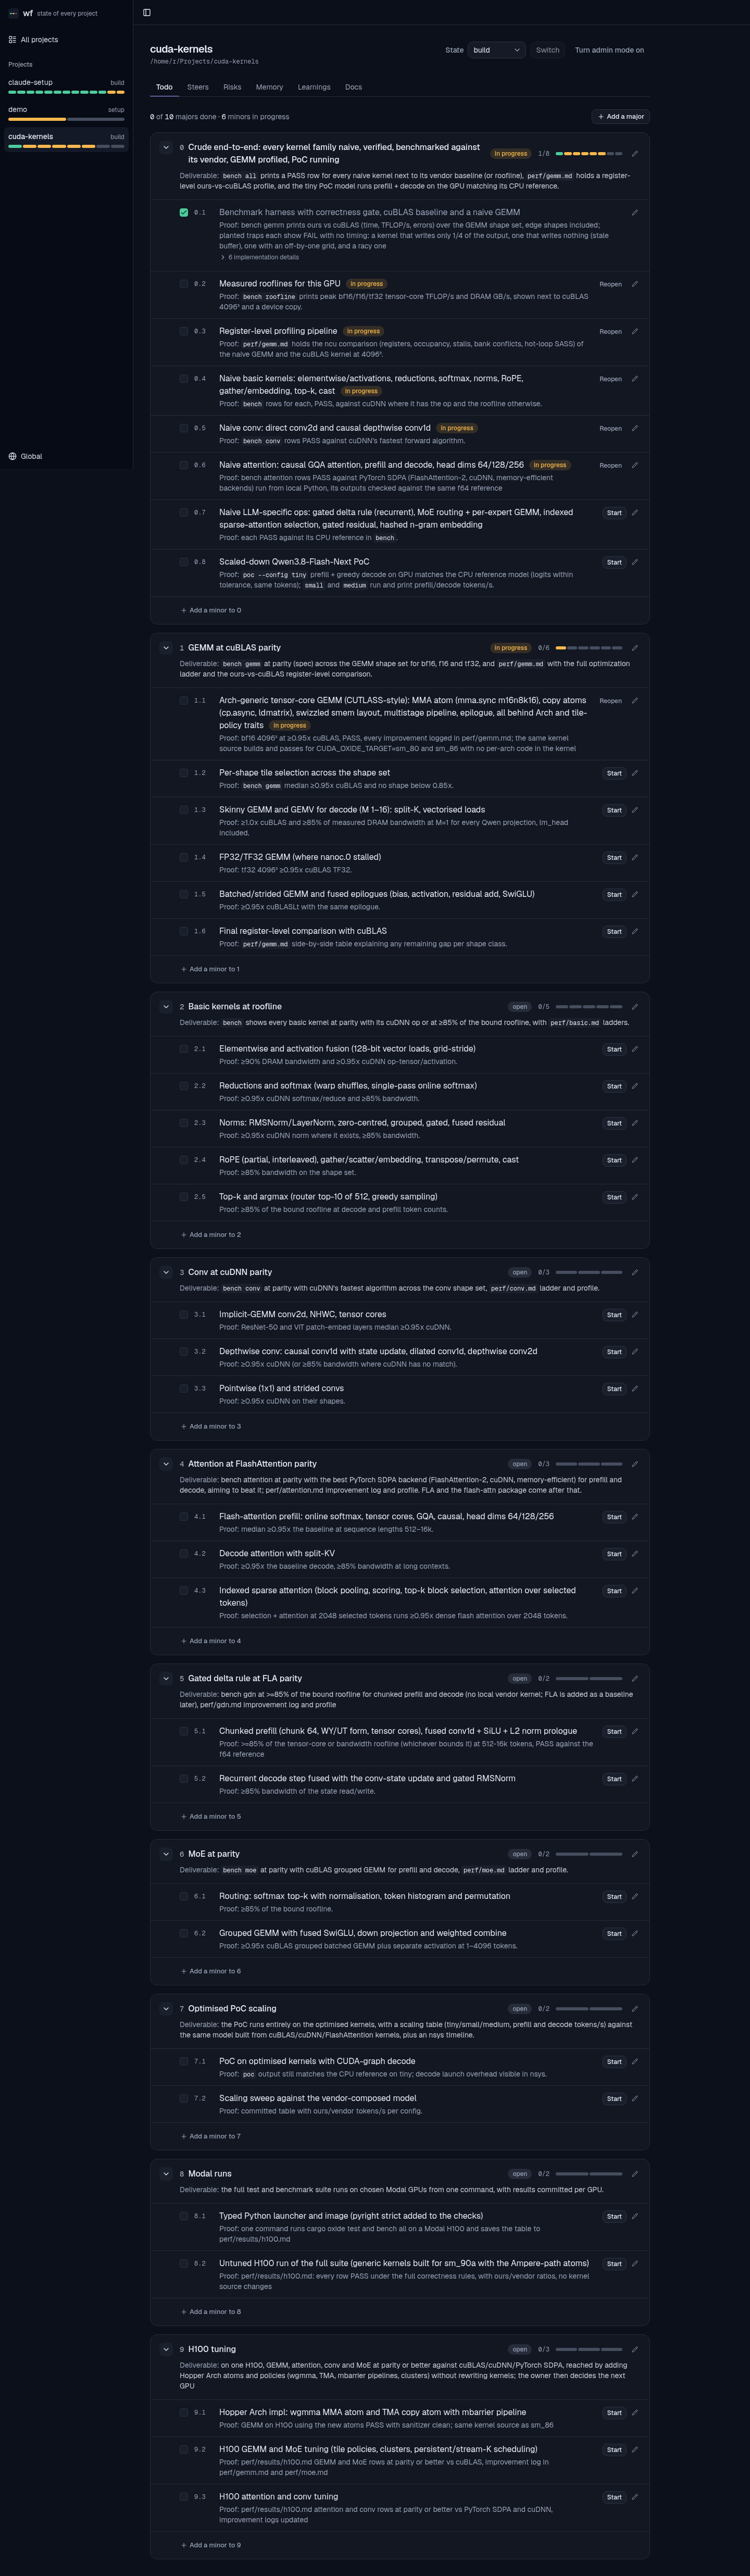 wf state of every project
All projects
Projects
claude-setup build
demo setup
cuda-kernels build
Global
cuda-kernels
/home/r/Projects/cuda-kernels
State build Switch Turn admin mode on
Todo Steers Risks Memory Learnings Docs
0 of 10 majors done · 6 minors in progress
Add a major
0 Crude end-to-end: every kernel family naive, verified, benchmarked against
its vendor, GEMM profiled, PoC running
In progress 1/8
Deliverable: bench all prints a PASS row for every naive kernel next to its vendor baseline (or roofline), perf/gemm.md holds a register-
level ours-vs-cuBLAS profile, and the tiny PoC model runs prefill + decode on the GPU matching its CPU reference.
0.1 Benchmark harness with correctness gate, cuBLAS baseline and a naive GEMM
Proof: bench gemm prints ours vs cuBLAS (time, TFLOP/s, errors) over the GEMM shape set, edge shapes included;
planted traps each show FAIL with no timing: a kernel that writes only 1/4 of the output, one that writes nothing (stale
buffer), one with an off-by-one grid, and a racy one
6 implementation details
0.2 Measured rooflines for this GPU In progress Reopen
Proof: bench roofline prints peak bf16/f16/tf32 tensor-core TFLOP/s and DRAM GB/s, shown next to cuBLAS
4096³ and a device copy.
0.3 Register-level profiling pipeline In progress Reopen
Proof: perf/gemm.md holds the ncu comparison (registers, occupancy, stalls, bank conflicts, hot-loop SASS) of
the naive GEMM and the cuBLAS kernel at 4096³.
0.4 Naive basic kernels: elementwise/activations, reductions, softmax, norms, RoPE, Reopen
gather/embedding, top-k, cast In progress
Proof: bench rows for each, PASS, against cuDNN where it has the op and the roofline otherwise.
0.5 Naive conv: direct conv2d and causal depthwise conv1d In progress Reopen
Proof: bench conv rows PASS against cuDNN's fastest forward algorithm.
0.6 Naive attention: causal GQA attention, prefill and decode, head dims 64/128/256 In progress Reopen
Proof: bench attention rows PASS against PyTorch SDPA (FlashAttention-2, cuDNN, memory-efficient
backends) run from local Python, its outputs checked against the same f64 reference
0.7 Naive LLM-specific ops: gated delta rule (recurrent), MoE routing + per-expert GEMM, indexed Start
sparse-attention selection, gated residual, hashed n-gram embedding
Proof: each PASS against its CPU reference in bench.
0.8 Scaled-down Qwen3.8-Flash-Next PoC Start
Proof: poc --config tiny prefill + greedy decode on GPU matches the CPU reference model (logits within
tolerance, same tokens); small and medium run and print prefill/decode tokens/s.
Add a minor to 0
1 GEMM at cuBLAS parity In progress 0/6
Deliverable: bench gemm at parity (spec) across the GEMM shape set for bf16, f16 and tf32, and perf/gemm.md with the full optimization
ladder and the ours-vs-cuBLAS register-level comparison.
1.1 Arch-generic tensor-core GEMM (CUTLASS-style): MMA atom (mma.sync m16n8k16), copy atoms Reopen
(cp.async, ldmatrix), swizzled smem layout, multistage pipeline, epilogue, all behind Arch and tile-
policy traits In progress
Proof: bf16 4096³ at ≥0.95x cuBLAS, PASS, every improvement logged in perf/gemm.md; the same kernel
source builds and passes for CUDA_OXIDE_TARGET=sm_80 and sm_86 with no per-arch code in the kernel
1.2 Per-shape tile selection across the shape set Start
Proof: bench gemm median ≥0.95x cuBLAS and no shape below 0.85x.
1.3 Skinny GEMM and GEMV for decode (M 1–16): split-K, vectorised loads Start
Proof: ≥1.0x cuBLAS and ≥85% of measured DRAM bandwidth at M=1 for every Qwen projection, lm_head
included.
1.4 FP32/TF32 GEMM (where nanoc.0 stalled) Start
Proof: tf32 4096³ ≥0.95x cuBLAS TF32.
1.5 Batched/strided GEMM and fused epilogues (bias, activation, residual add, SwiGLU) Start
Proof: ≥0.95x cuBLASLt with the same epilogue.
1.6 Final register-level comparison with cuBLAS Start
Proof: perf/gemm.md side-by-side table explaining any remaining gap per shape class.
Add a minor to 1
2 Basic kernels at roofline open 0/5
Deliverable: bench shows every basic kernel at parity with its cuDNN op or at ≥85% of the bound roofline, with perf/basic.md ladders.
2.1 Elementwise and activation fusion (128-bit vector loads, grid-stride) Start
Proof: ≥90% DRAM bandwidth and ≥0.95x cuDNN op-tensor/activation.
2.2 Reductions and softmax (warp shuffles, single-pass online softmax) Start
Proof: ≥0.95x cuDNN softmax/reduce and ≥85% bandwidth.
2.3 Norms: RMSNorm/LayerNorm, zero-centred, grouped, gated, fused residual Start
Proof: ≥0.95x cuDNN norm where it exists, ≥85% bandwidth.
2.4 RoPE (partial, interleaved), gather/scatter/embedding, transpose/permute, cast Start
Proof: ≥85% bandwidth on the shape set.
2.5 Top-k and argmax (router top-10 of 512, greedy sampling) Start
Proof: ≥85% of the bound roofline at decode and prefill token counts.
Add a minor to 2
3 Conv at cuDNN parity open 0/3
Deliverable: bench conv at parity with cuDNN's fastest algorithm across the conv shape set, perf/conv.md ladder and profile.
3.1 Implicit-GEMM conv2d, NHWC, tensor cores Start
Proof: ResNet-50 and ViT patch-embed layers median ≥0.95x cuDNN.
3.2 Depthwise conv: causal conv1d with state update, dilated conv1d, depthwise conv2d Start
Proof: ≥0.95x cuDNN (or ≥85% bandwidth where cuDNN has no match).
3.3 Pointwise (1x1) and strided convs Start
Proof: ≥0.95x cuDNN on their shapes.
Add a minor to 3
4 Attention at FlashAttention parity open 0/3
Deliverable: bench attention at parity with the best PyTorch SDPA backend (FlashAttention-2, cuDNN, memory-efficient) for prefill and
decode, aiming to beat it; perf/attention.md improvement log and profile. FLA and the flash-attn package come after that.
4.1 Flash-attention prefill: online softmax, tensor cores, GQA, causal, head dims 64/128/256 Start
Proof: median ≥0.95x the baseline at sequence lengths 512–16k.
4.2 Decode attention with split-KV Start
Proof: ≥0.95x the baseline decode, ≥85% bandwidth at long contexts.
4.3 Indexed sparse attention (block pooling, scoring, top-k block selection, attention over selected Start
tokens)
Proof: selection + attention at 2048 selected tokens runs ≥0.95x dense flash attention over 2048 tokens.
Add a minor to 4
5 Gated delta rule at FLA parity open 0/2
Deliverable: bench gdn at >=85% of the bound roofline for chunked prefill and decode (no local vendor kernel; FLA is added as a baseline
later), perf/gdn.md improvement log and profile
5.1 Chunked prefill (chunk 64, WY/UT form, tensor cores), fused conv1d + SiLU + L2 norm prologue Start
Proof: >=85% of the tensor-core or bandwidth roofline (whichever bounds it) at 512-16k tokens, PASS against the
f64 reference
5.2 Recurrent decode step fused with the conv-state update and gated RMSNorm Start
Proof: ≥85% bandwidth of the state read/write.
Add a minor to 5
6 MoE at parity open 0/2
Deliverable: bench moe at parity with cuBLAS grouped GEMM for prefill and decode, perf/moe.md ladder and profile.
6.1 Routing: softmax top-k with normalisation, token histogram and permutation Start
Proof: ≥85% of the bound roofline.
6.2 Grouped GEMM with fused SwiGLU, down projection and weighted combine Start
Proof: ≥0.95x cuBLAS grouped batched GEMM plus separate activation at 1–4096 tokens.
Add a minor to 6
7 Optimised PoC scaling open 0/2
Deliverable: the PoC runs entirely on the optimised kernels, with a scaling table (tiny/small/medium, prefill and decode tokens/s) against
the same model built from cuBLAS/cuDNN/FlashAttention kernels, plus an nsys timeline.
7.1 PoC on optimised kernels with CUDA-graph decode Start
Proof: poc output still matches the CPU reference on tiny; decode launch overhead visible in nsys.
7.2 Scaling sweep against the vendor-composed model Start
Proof: committed table with ours/vendor tokens/s per config.
Add a minor to 7
8 Modal runs open 0/2
Deliverable: the full test and benchmark suite runs on chosen Modal GPUs from one command, with results committed per GPU.
8.1 Typed Python launcher and image (pyright strict added to the checks) Start
Proof: one command runs cargo oxide test and bench all on a Modal H100 and saves the table to
perf/results/h100.md
8.2 Untuned H100 run of the full suite (generic kernels built for sm_90a with the Ampere-path atoms) Start
Proof: perf/results/h100.md: every row PASS under the full correctness rules, with ours/vendor ratios, no kernel
source changes
Add a minor to 8
9 H100 tuning open 0/3
Deliverable: on one H100, GEMM, attention, conv and MoE at parity or better against cuBLAS/cuDNN/PyTorch SDPA, reached by adding
Hopper Arch atoms and policies (wgmma, TMA, mbarrier pipelines, clusters) without rewriting kernels; the owner then decides the next
GPU
9.1 Hopper Arch impl: wgmma MMA atom and TMA copy atom with mbarrier pipeline Start
Proof: GEMM on H100 using the new atoms PASS with sanitizer clean; same kernel source as sm_86
9.2 H100 GEMM and MoE tuning (tile policies, clusters, persistent/stream-K scheduling) Start
Proof: perf/results/h100.md GEMM and MoE rows at parity or better vs cuBLAS, improvement log in
perf/gemm.md and perf/moe.md
9.3 H100 attention and conv tuning Start
Proof: perf/results/h100.md attention and conv rows at parity or better vs PyTorch SDPA and cuDNN,
improvement logs updated
Add a minor to 9